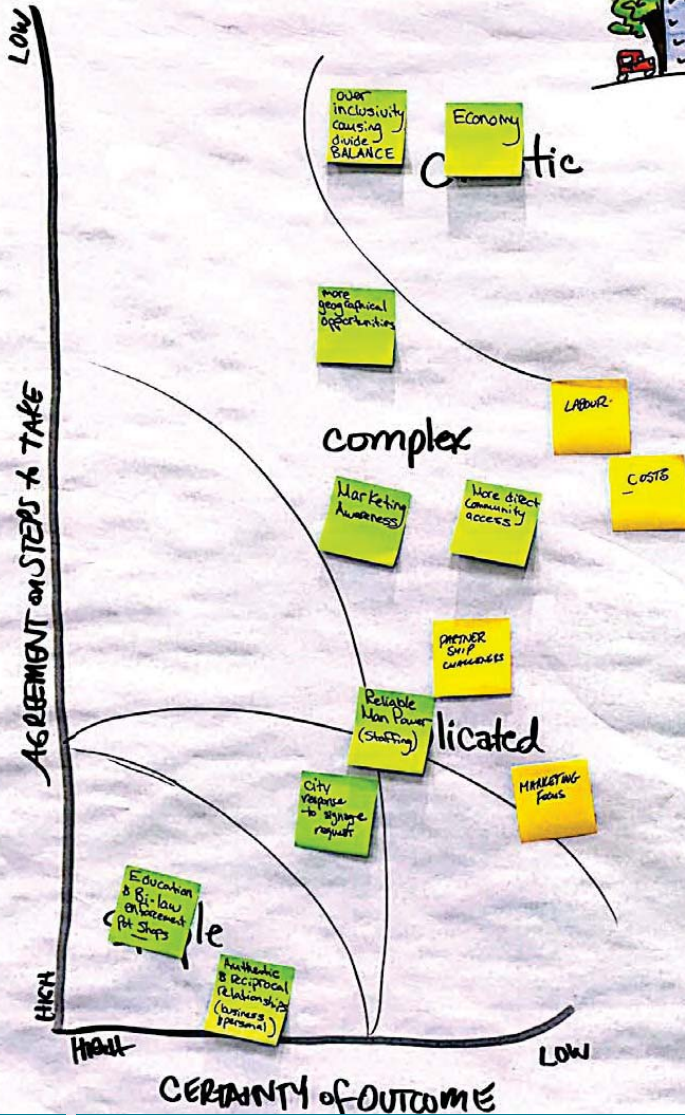 LOW
over
inclusivity
causing
divide
BALANCE
Economy
C tic
more
geographical
opportunities
LABOUR
COSTS
complex
Marketing
Awareness
More direct
Community
access
AGREEMENT on STEPS to TAKE
PARTNER
SHIP
CHALLENGES
Reliable
Man Power
(Staffing)
licated
City
response
to signage
request
MARKETING
Focus
Education
& Bi-law
enforcement
Pot Shops
le
Authentic
& reciprocal
relationships
(business
&personal)
HIGH
HIGH
LOW
CERTAINTY of OUTCOME